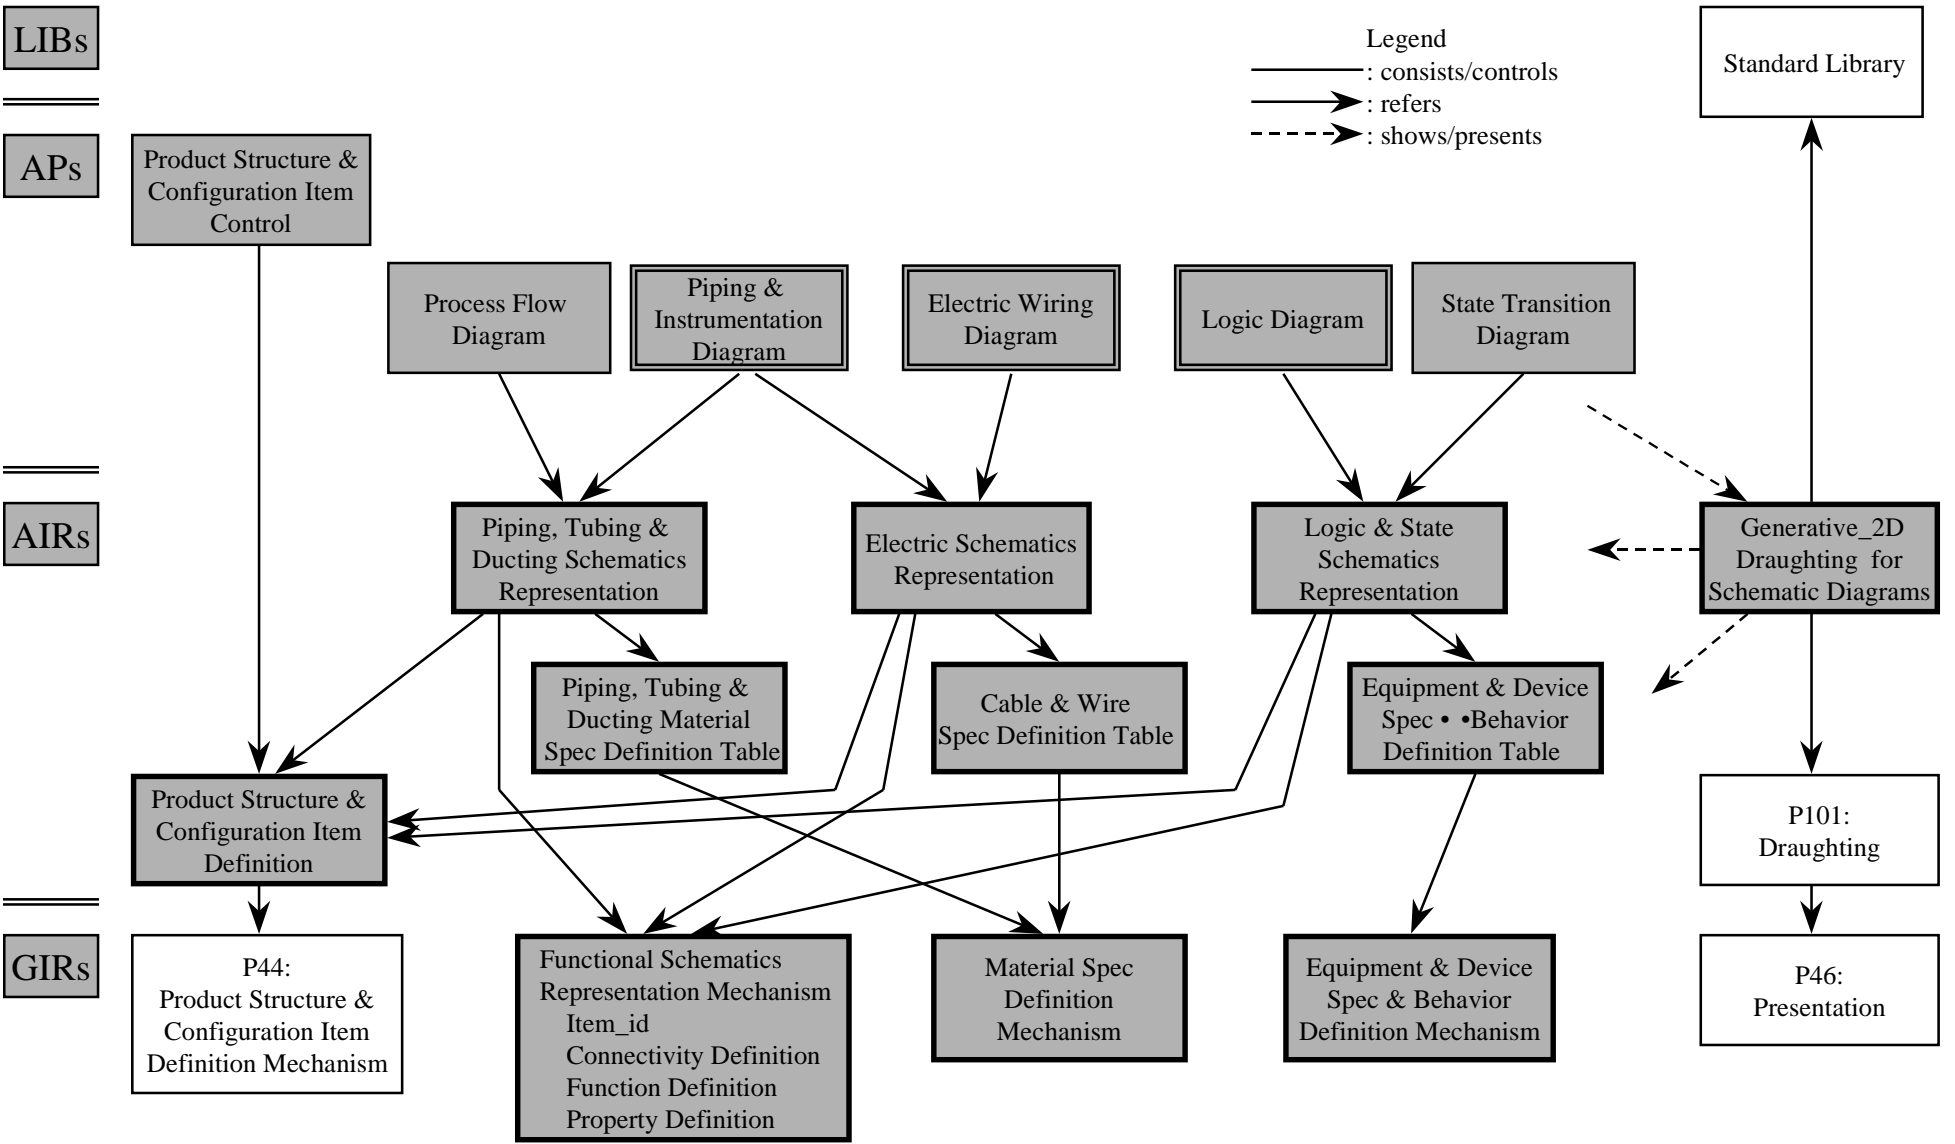 LIBs
Legend
: consists/controls
: refers
: shows/presents
Standard Library
APs
Product Structure &
Configuration Item
Control
Process Flow
Diagram
Piping &
Instrumentation
Diagram
Electric Wiring
Diagram
Logic Diagram
State Transition
Diagram
AIRs
Piping, Tubing &
Ducting Schematics
Representation
Electric Schematics
Representation
Logic & State
Schematics
Representation
Generative_2D
Draughting for
Schematic Diagrams
Piping, Tubing &
Ducting Material
Spec Definition Table
Cable & Wire
Spec Definition Table
Equipment & Device
Spec • •Behavior
Definition Table
Product Structure &
Configuration Item
Definition
P101:
Draughting
GIRs
P44:
Product Structure &
Configuration Item
Definition Mechanism
Functional Schematics
Representation Mechanism
Item_id
Connectivity Definition
Function Definition
Property Definition
Material Spec
Definition
Mechanism
Equipment & Device
Spec & Behavior
Definition Mechanism
P46:
Presentation